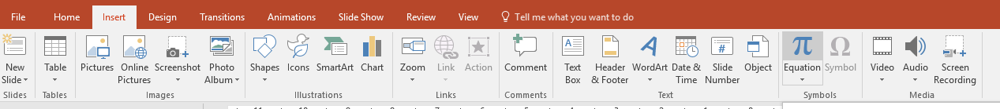 File Home Insert Design Transitions Animations Slide Show Review View Tell me what you want to do
New Slide
Table
Pictures
Online Pictures
Screenshot
Photo Album
Shapes
Icons
SmartArt
Chart
Zoom
Link
Action
Comment
Text Box
Header & Footer
WordArt
Date & Time
Slide Number
Object
Equation
Symbol
Video
Audio
Screen Recording
Slides Tables Images Illustrations Links Comments Text Symbols Media